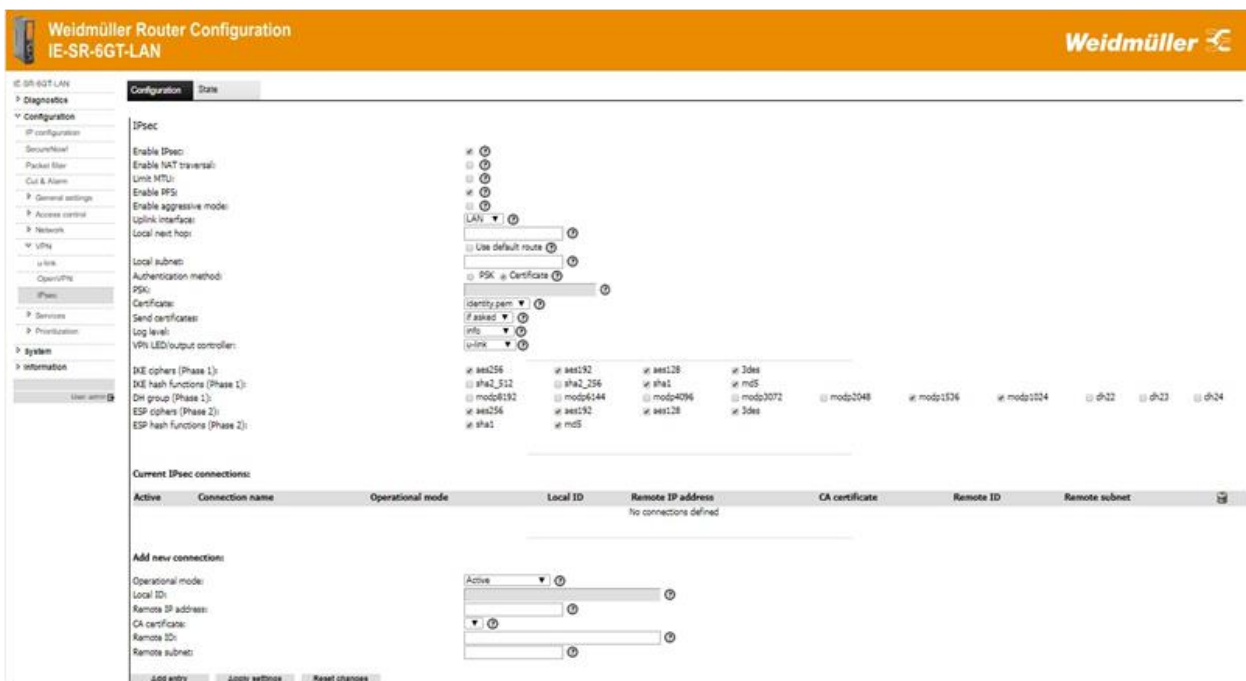 Weidmüller Router Configuration
IE-SR-6GT-LAN
Weidmüller
IE-SR-6GT-LAN
Diagnostics
Configuration
IP configuration
SecureNow!
Packet filter
Cut & Alarm
General settings
Access control
Network
VPN
u-link
OpenVPN
IPsec
Services
Prioritization
System
Information
User: admin
Configuration State
IPsec
Enable IPsec:
Enable NAT traversal:
Limit MTU:
Enable PFS:
Enable aggressive mode:
Uplink interface: LAN
Local next hop:
Use default route
Local subnet:
Authentication method: PSK Certificate
PSK:
Certificate: identity.pem
Send certificates: if asked
Log level: info
VPN LED/output controller: u-link
IKE ciphers (Phase 1): aes256 aes192 aes128 3des
IKE hash functions (Phase 1): sha2_512 sha2_256 sha1 md5
DH group (Phase 1): modp8192 modp6144 modp4096 modp3072 modp2048 modp1536 modp1024 dh22 dh23 dh24
ESP ciphers (Phase 2): aes256 aes192 aes128 3des
ESP hash functions (Phase 2): sha1 md5
Current IPsec connections:
Active Connection name Operational mode Local ID Remote IP address CA certificate Remote ID Remote subnet
No connections defined
Add new connection:
Operational mode: Active
Local ID:
Remote IP address:
CA certificate:
Remote ID:
Remote subnet:
Add entry Apply settings Reset changes